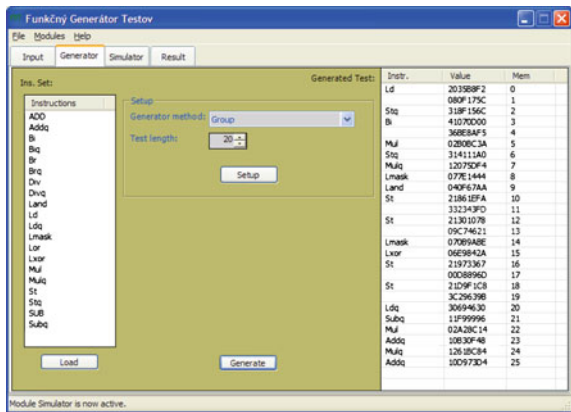 Funkčný Generátor Testov
File Modules Help
Input Generator Simulator Result
Ins. Set:
Instructions
ADD
Addq
Bi
Biq
Br
Brq
Div
Divq
Land
Ld
Ldq
Lmask
Lor
Lxor
Mul
Mulq
St
Stq
SUB
Subq
Load
Setup
Generator method: Group
Test length: 20
Setup
Generate
Generated Test:
Instr. Value Mem
Ld 2035B8F2 0
080F175C 1
Stq 318F156C 2
Bi 41070D00 3
36BE8AF5 4
Mul 02B0BC3A 5
Stq 314111A0 6
Mulq 12075DF4 7
Lmask 077E1444 8
Land 040F67AA 9
St 21861EFA 10
332343FD 11
St 21301078 12
09C74621 13
Lmask 070B9ABE 14
Lxor 06E9842A 15
St 21973367 16
00D8896D 17
St 21D9F1C8 18
3C296398 19
Ldq 30694630 20
Subq 11F99996 21
Mul 02A28C14 22
Addq 10B30F48 23
Mulq 1261BC84 24
Addq 10D973D4 25
Module Simulator is now active.